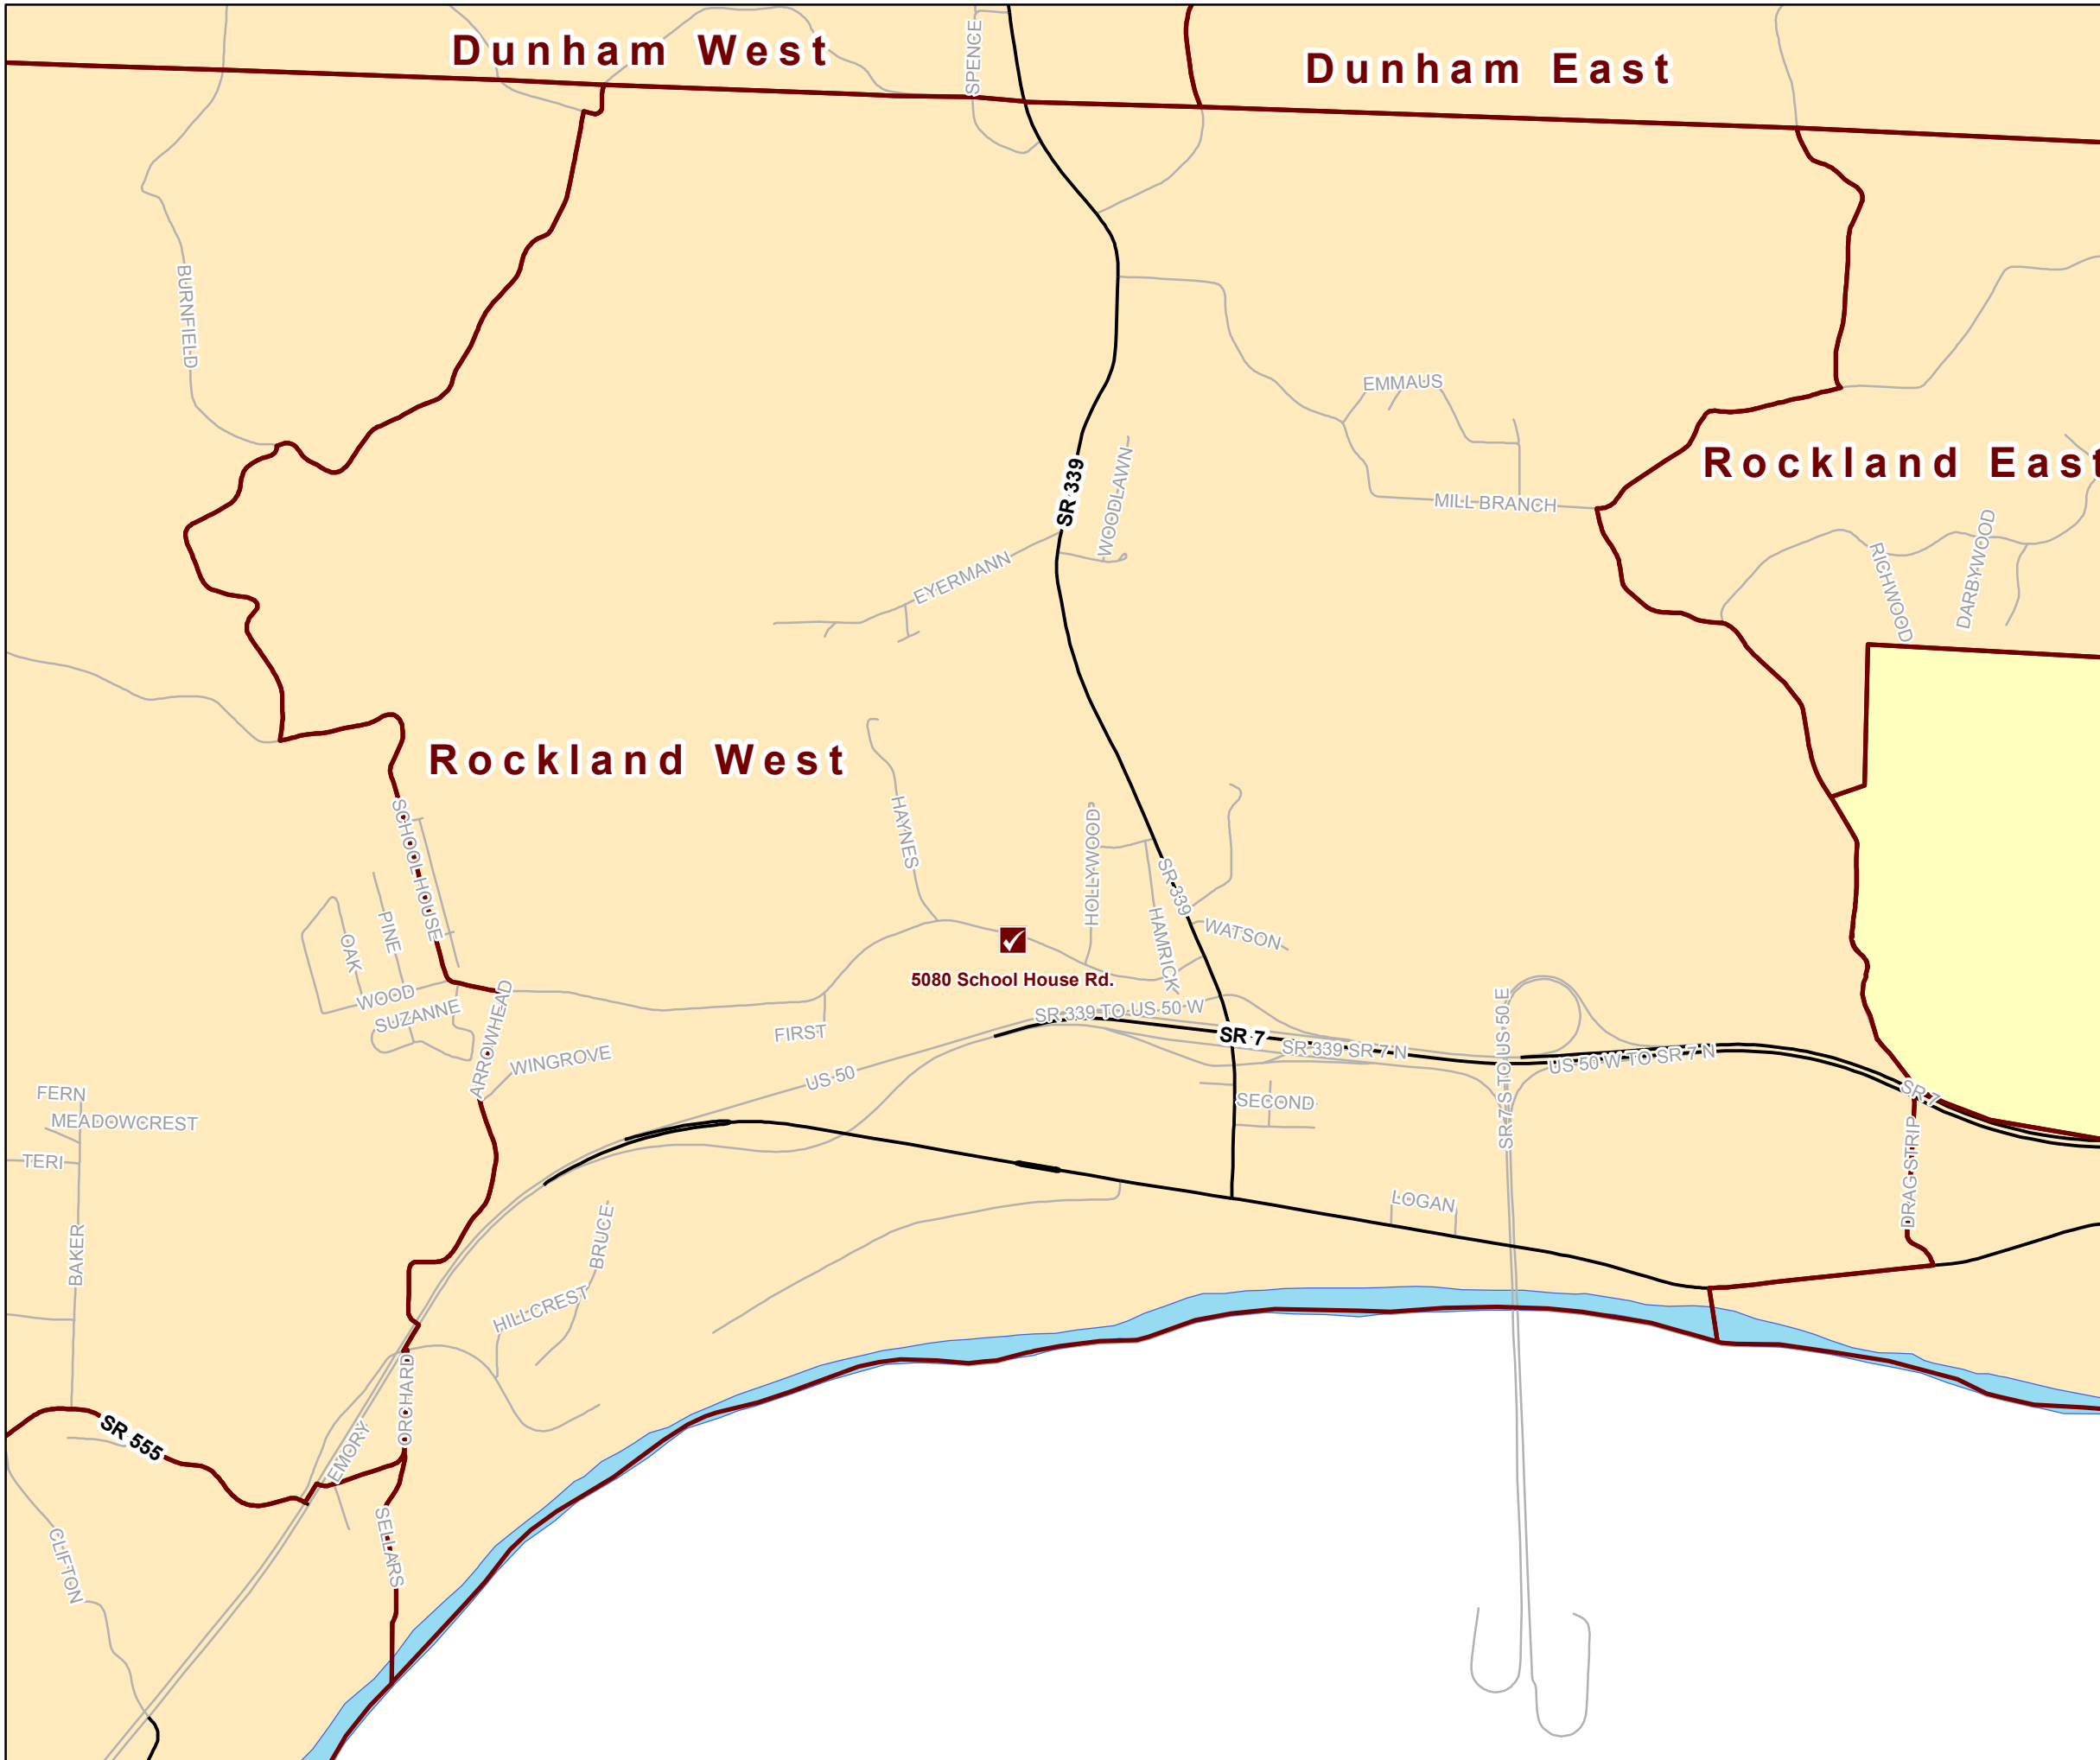 Dunham West
SPENCE
Dunham East
BURNFIELD
EMMAUS
SR 339
WOODLAWN
Rockland East
MILL BRANCH
EYERMANN
RICHWOOD
DARBYWOOD
Rockland West
SCHOOL HOUSE
HAYNES
HOLLYWOOD
SR 339
HAMRICK
WATSON
PINE
OAK
5080 School House Rd.
WOOD
SUZANNE
ARROWHEAD
SR 339 TO US 50 W
FIRST
SR 7
SR 339 SR 7 N
SR 7 S TO US 50 E
US 50 W TO SR 7 N
WINGROVE
US 50
SR 7
FERN
SECOND
MEADOWCREST
TERI
DRAG STRIP
LOGAN
BAKER
BRUCE
HILLCREST
ORCHARD
SR 555
EMORY
SELLARS
CLIFTON